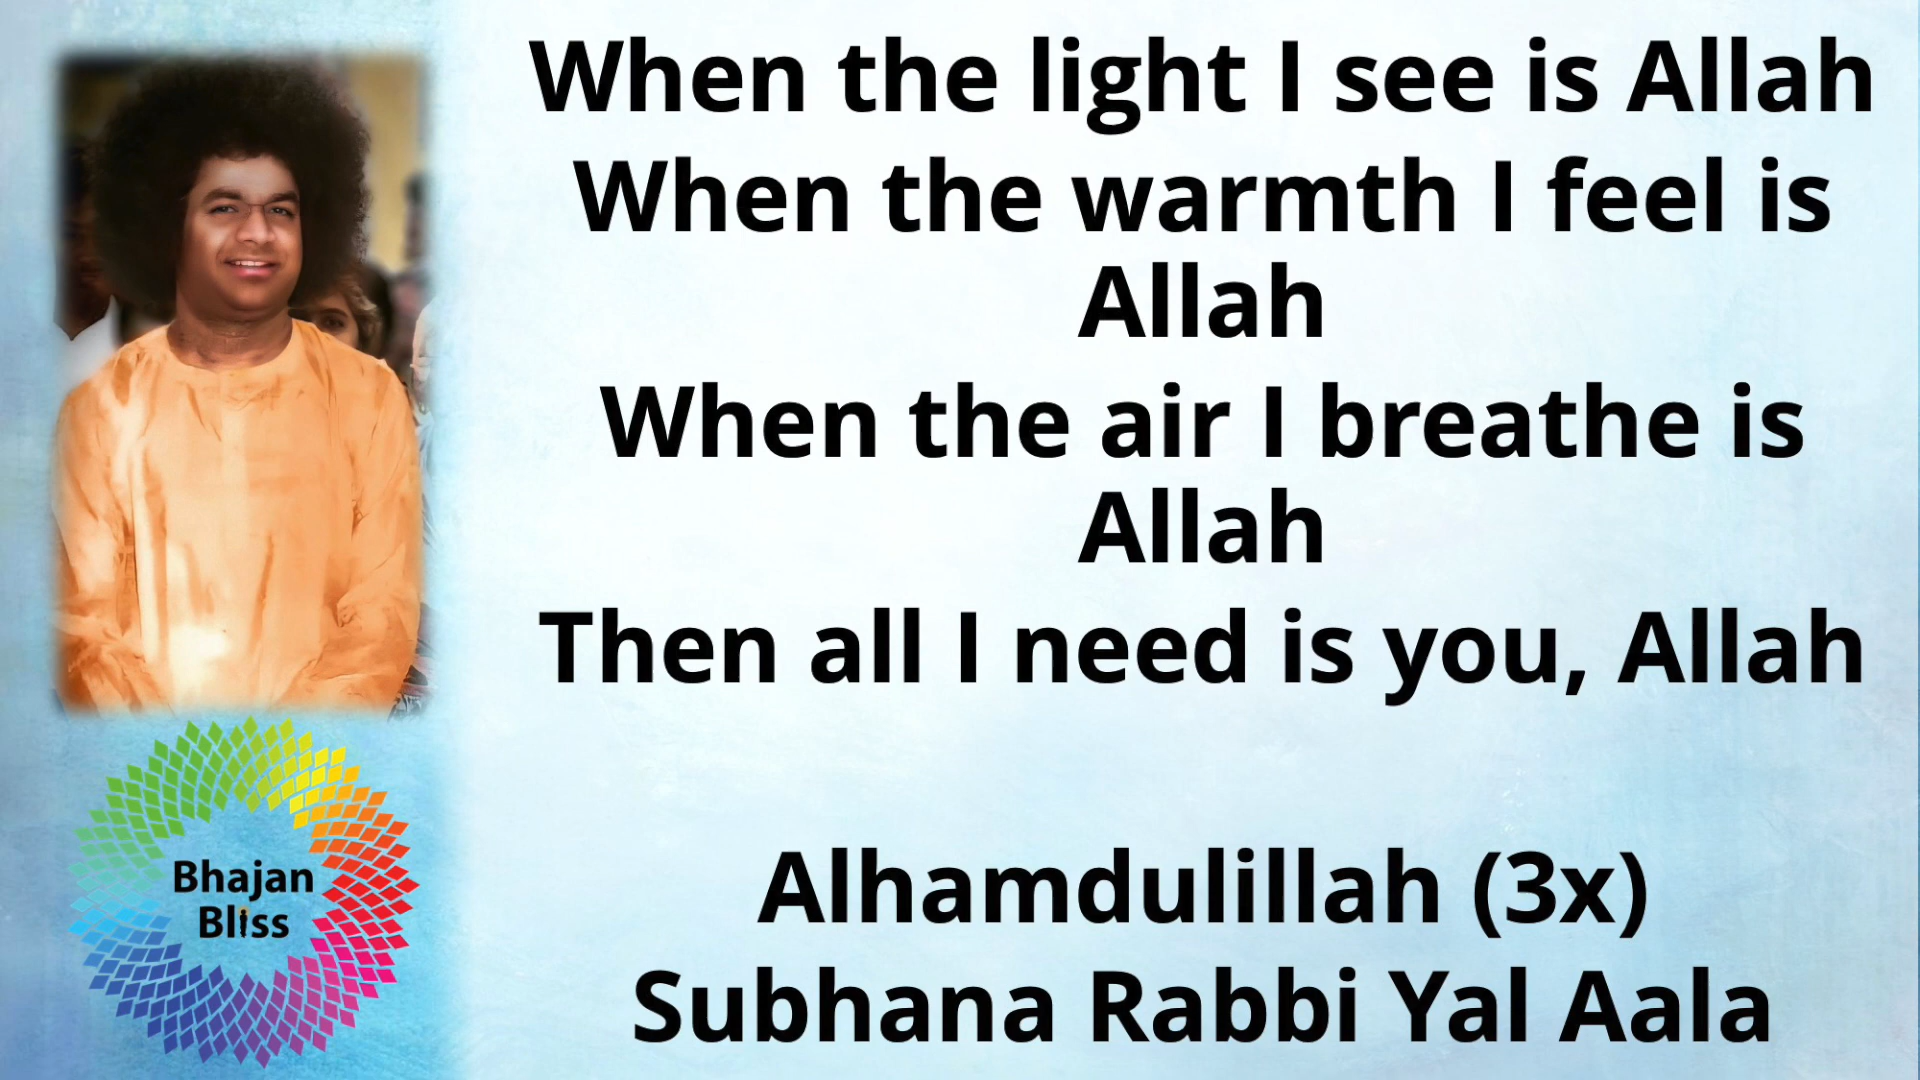 When the light I see is Allah
When the warmth I feel is
Allah
When the air I breathe is
Allah
Then all I need is you, Allah
Alhamdulillah (3x)
Subhana Rabbi Yal Aala
Bhajan
Bliss